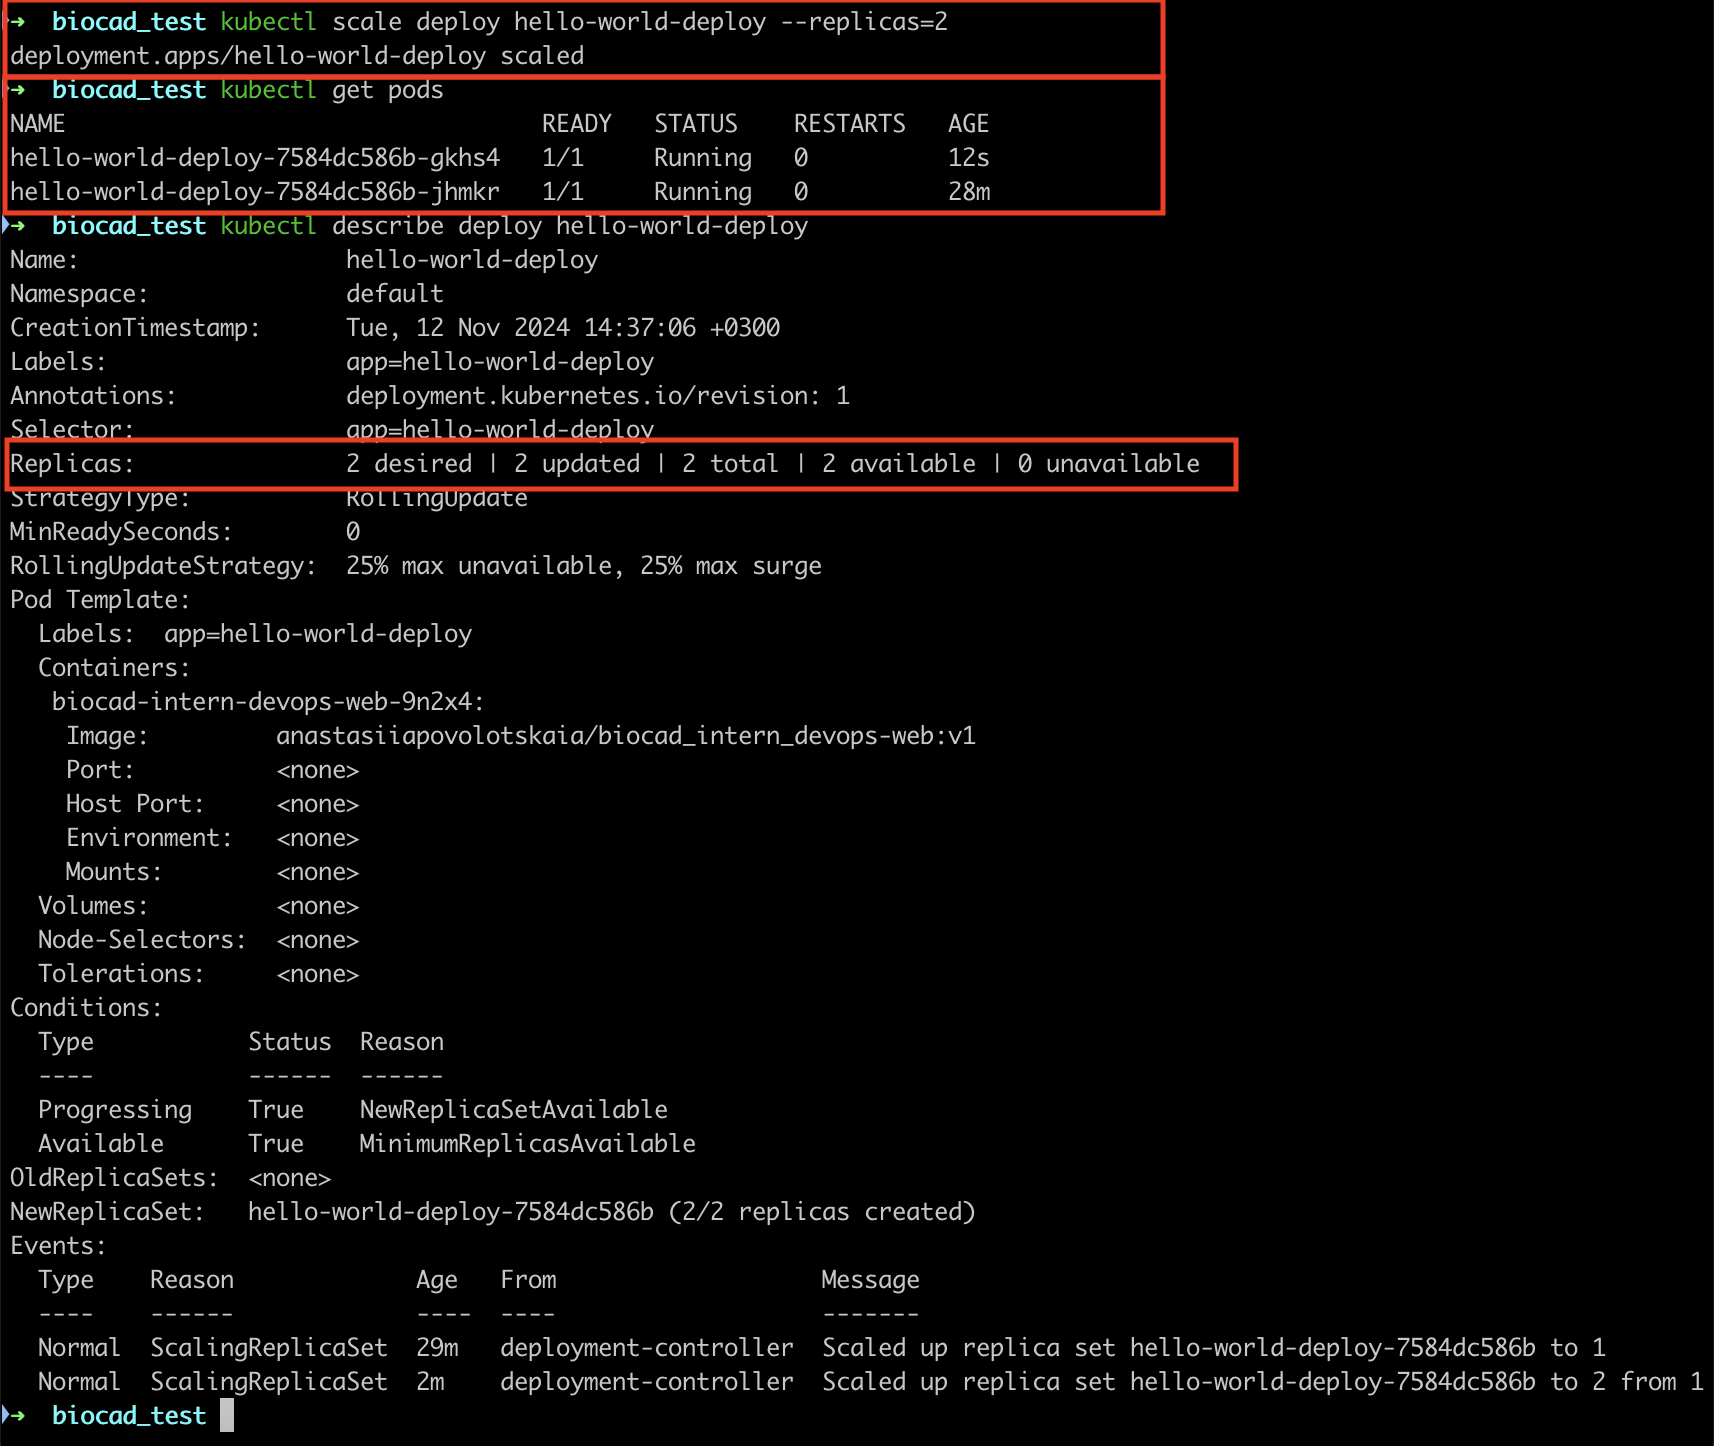 ➜  biocad_test kubectl scale deploy hello-world-deploy --replicas=2
deployment.apps/hello-world-deploy scaled
➜  biocad_test kubectl get pods
NAME                                  READY   STATUS    RESTARTS   AGE
hello-world-deploy-7584dc586b-gkhs4   1/1     Running   0          12s
hello-world-deploy-7584dc586b-jhmkr   1/1     Running   0          28m
➜  biocad_test kubectl describe deploy hello-world-deploy
Name:                   hello-world-deploy
Namespace:              default
CreationTimestamp:      Tue, 12 Nov 2024 14:37:06 +0300
Labels:                 app=hello-world-deploy
Annotations:            deployment.kubernetes.io/revision: 1
Selector:               app=hello-world-deploy
Replicas:               2 desired | 2 updated | 2 total | 2 available | 0 unavailable
StrategyType:           RollingUpdate
MinReadySeconds:        0
RollingUpdateStrategy:  25% max unavailable, 25% max surge
Pod Template:
  Labels:  app=hello-world-deploy
  Containers:
   biocad-intern-devops-web-9n2x4:
    Image:         anastasiiapovolotskaia/biocad_intern_devops-web:v1
    Port:          <none>
    Host Port:     <none>
    Environment:   <none>
    Mounts:        <none>
  Volumes:         <none>
  Node-Selectors:  <none>
  Tolerations:     <none>
Conditions:
  Type           Status  Reason
  ----           ------  ------
  Progressing    True    NewReplicaSetAvailable
  Available      True    MinimumReplicasAvailable
OldReplicaSets:  <none>
NewReplicaSet:   hello-world-deploy-7584dc586b (2/2 replicas created)
Events:
  Type    Reason             Age   From                   Message
  ----    ------             ----  ----                   -------
  Normal  ScalingReplicaSet  29m   deployment-controller  Scaled up replica set hello-world-deploy-7584dc586b to 1
  Normal  ScalingReplicaSet  2m    deployment-controller  Scaled up replica set hello-world-deploy-7584dc586b to 2 from 1
➜  biocad_test